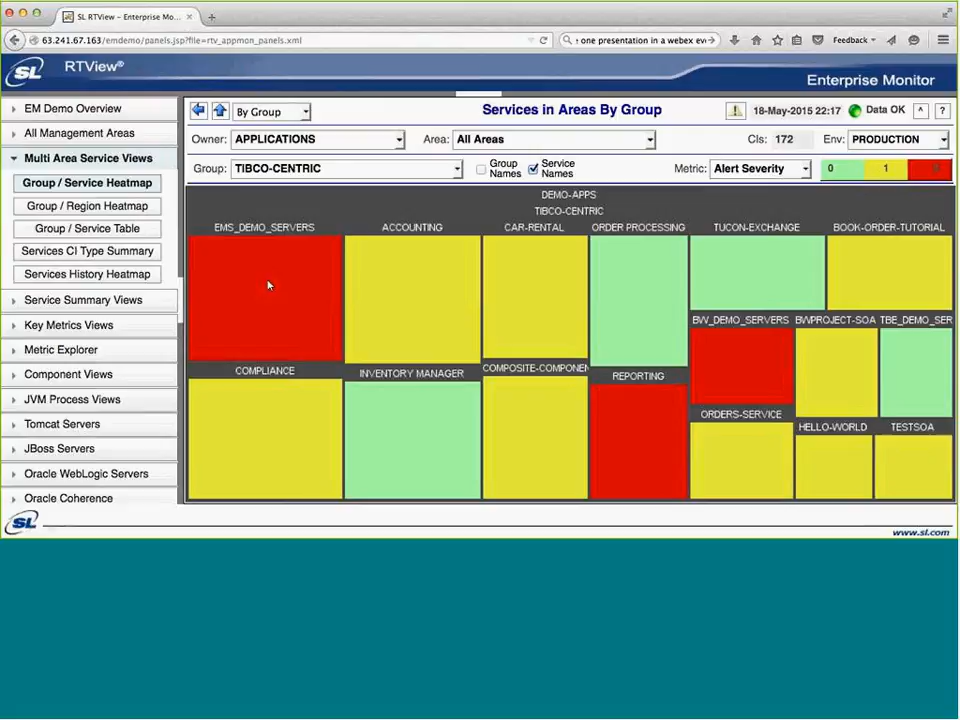 SL RTView – Enterprise Mo...
63.241.67.163/emdemo/panels.jsp?file=rtv_appmon_panels.xml
one presentation in a webex eve
Feedback
SL RTView® Enterprise Monitor
EM Demo Overview
All Management Areas
Multi Area Service Views
Group / Service Heatmap
Group / Region Heatmap
Group / Service Table
Services CI Type Summary
Services History Heatmap
Service Summary Views
Key Metrics Views
Metric Explorer
Component Views
JVM Process Views
Tomcat Servers
JBoss Servers
Oracle WebLogic Servers
Oracle Coherence
By Group Services in Areas By Group 18-May-2015 22:17 Data OK ^ ?
Owner: APPLICATIONS Area: All Areas CIs: 172 Env: PRODUCTION
Group: TIBCO-CENTRIC Group Names Service Names Metric: Alert Severity 0 1
DEMO-APPS
TIBCO-CENTRIC
EMS_DEMO_SERVERS ACCOUNTING CAR-RENTAL ORDER PROCESSING TUCON-EXCHANGE BOOK-ORDER-TUTORIAL
BW_DEMO_SERVERS BWPROJECT-SOA TBE_DEMO_SER
COMPLIANCE INVENTORY MANAGER COMPOSITE-COMPONEN REPORTING
ORDERS-SERVICE HELLO-WORLD TESTSOA
SL
www.sl.com